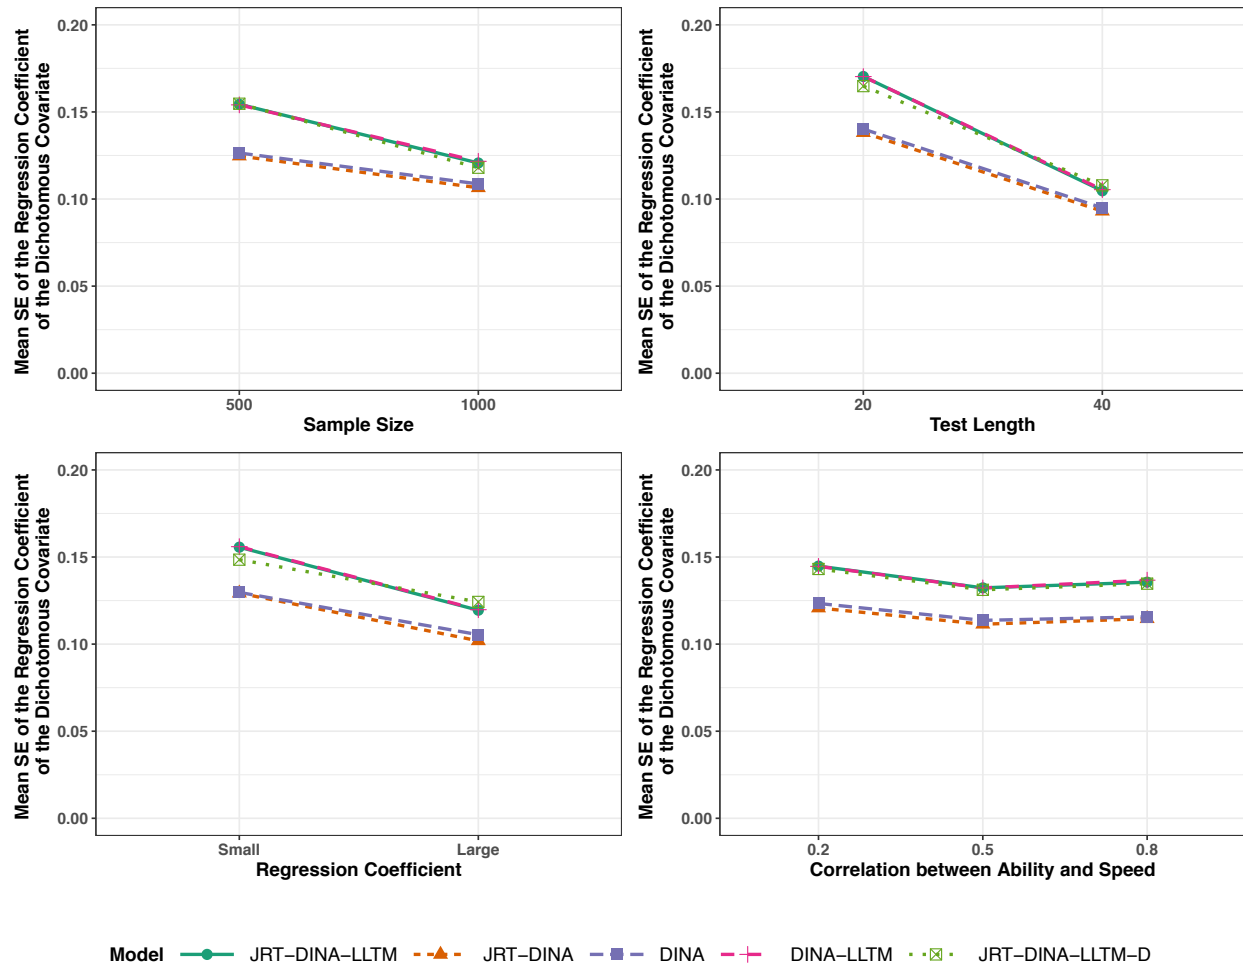 Mean SE of the Regression Coefficient
of the Dichotomous Covariate
0.20
0.15
0.10
0.05
0.00
500
1000
Sample Size
Mean SE of the Regression Coefficient
of the Dichotomous Covariate
0.20
0.15
0.10
0.05
0.00
20
40
Test Length
Mean SE of the Regression Coefficient
of the Dichotomous Covariate
0.20
0.15
0.10
0.05
0.00
Small
Large
Regression Coefficient
Mean SE of the Regression Coefficient
of the Dichotomous Covariate
0.20
0.15
0.10
0.05
0.00
0.2
0.5
0.8
Correlation between Ability and Speed
Model JRT−DINA−LLTM JRT−DINA DINA DINA−LLTM JRT−DINA−LLTM−D